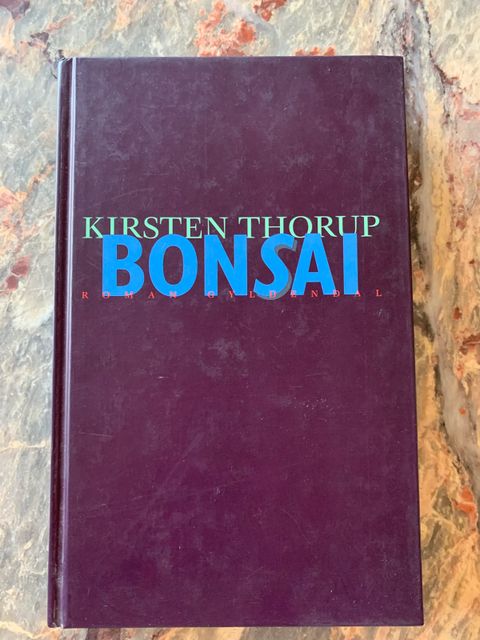 KIRSTEN THORUP
BONSAI
ROMAN GYLDENDAL